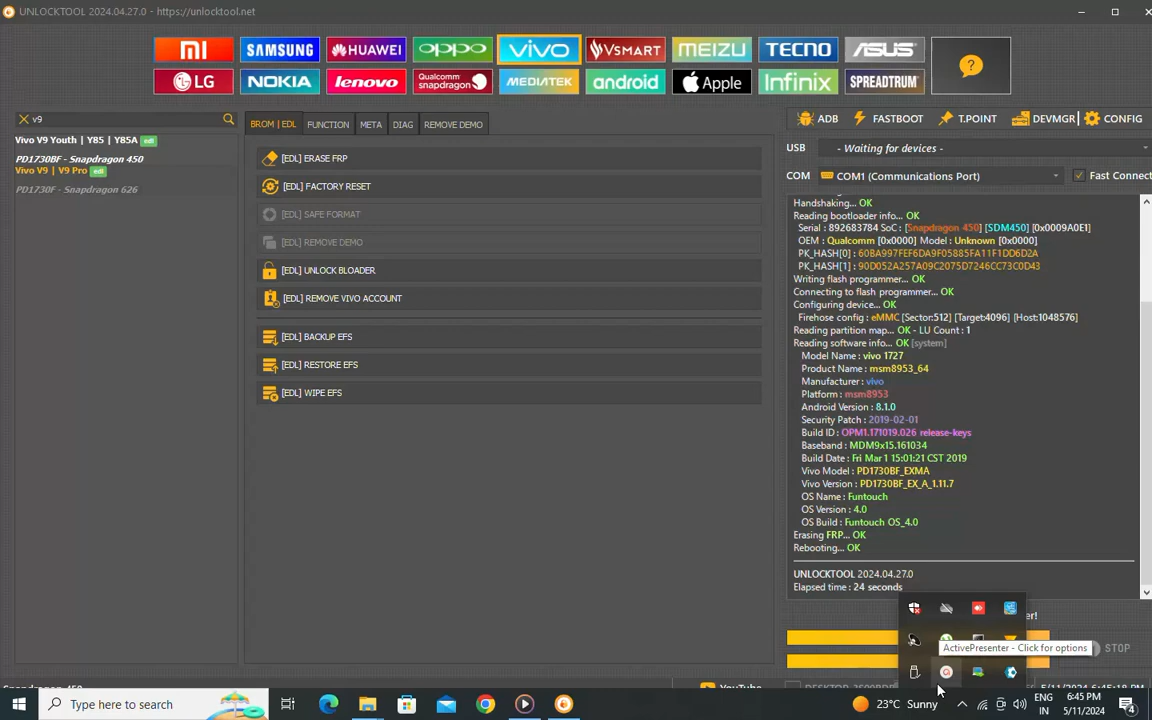 UNLOCKTOOL 2024.04.27.0 - https://unlocktool.net
mi SAMSUNG HUAWEI oppo vivo VSMART MEIZU TECNO ASUS ?
LG NOKIA lenovo Qualcomm snapdragon MEDIATEK android Apple Infinix SPREADTRUM
v9
BROM | EDL FUNCTION META DIAG REMOVE DEMO
ADB FASTBOOT T.POINT DEVMGR CONFIG
Vivo V9 Youth | Y85 | Y85A edl
PD1730BF - Snapdragon 450
Vivo V9 | V9 Pro edl
PD1730F - Snapdragon 626
[EDL] ERASE FRP
[EDL] FACTORY RESET
[EDL] SAFE FORMAT
[EDL] REMOVE DEMO
[EDL] UNLOCK BLOADER
[EDL] REMOVE VIVO ACCOUNT
[EDL] BACKUP EFS
[EDL] RESTORE EFS
[EDL] WIPE EFS
USB - Waiting for devices -
COM COM1 (Communications Port) Fast Connect
Handshaking... OK
Reading bootloader info... OK
Serial : 892683784 SoC : [Snapdragon 450] [SDM450] [0x0009A0E1]
OEM : Qualcomm [0x0000] Model : Unknown [0x0000]
PK_HASH[0] : 60BA997FEF6DA9F05885FA11F1DD6D2A
PK_HASH[1] : 90D052A257A09C2075D7246CC73C0D43
Writing flash programmer... OK
Connecting to flash programmer... OK
Configuring device... OK
Firehose config : eMMC [Sector:512] [Target:4096] [Host:1048576]
Reading partition map... OK - LU Count : 1
Reading software info... OK [system]
Model Name : vivo 1727
Product Name : msm8953_64
Manufacturer : vivo
Platform : msm8953
Android Version : 8.1.0
Security Patch : 2019-02-01
Build ID : OPM1.171019.026 release-keys
Baseband : MDM9x15.161034
Build Date : Fri Mar 1 15:01:21 CST 2019
Vivo Model : PD1730BF_EXMA
Vivo Version : PD1730BF_EX_A_1.11.7
OS Name : Funtouch
OS Version : 4.0
OS Build : Funtouch OS_4.0
Erasing FRP... OK
Rebooting... OK
UNLOCKTOOL 2024.04.27.0
Elapsed time : 24 seconds
ActivePresenter - Click for options
STOP
YouTube
Type here to search
23°C Sunny
ENG
IN
6:45 PM
5/11/2024
4